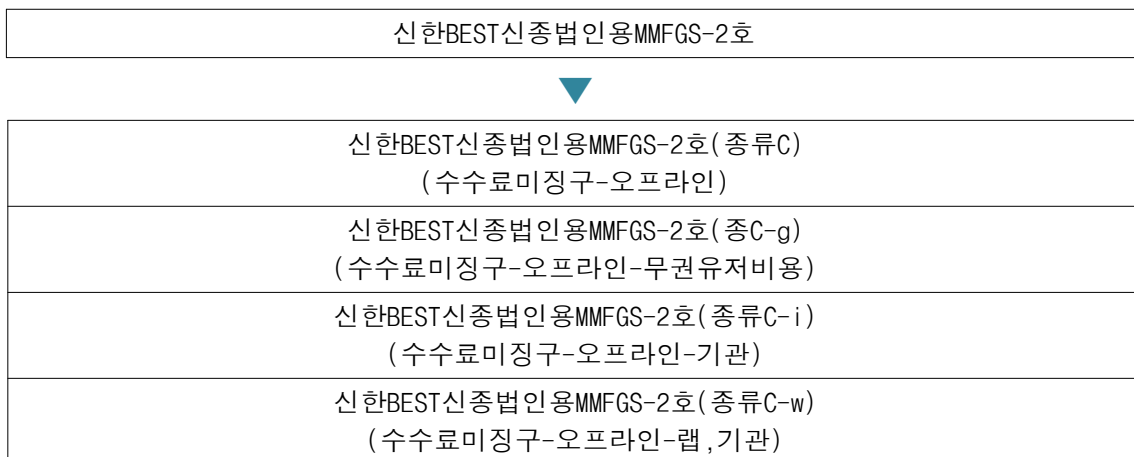 신한BEST신종법인용MMFGS-2호
신한BEST신종법인용MMFGS-2호(종류C)
(수수료미징구-오프라인)
신한BEST신종법인용MMFGS-2호(종C-g)
(수수료미징구-오프라인-무권유저비용)
신한BEST신종법인용MMFGS-2호(종류C-i)
(수수료미징구-오프라인-기관)
신한BEST신종법인용MMFGS-2호(종류C-w)
(수수료미징구-오프라인-랩,기관)